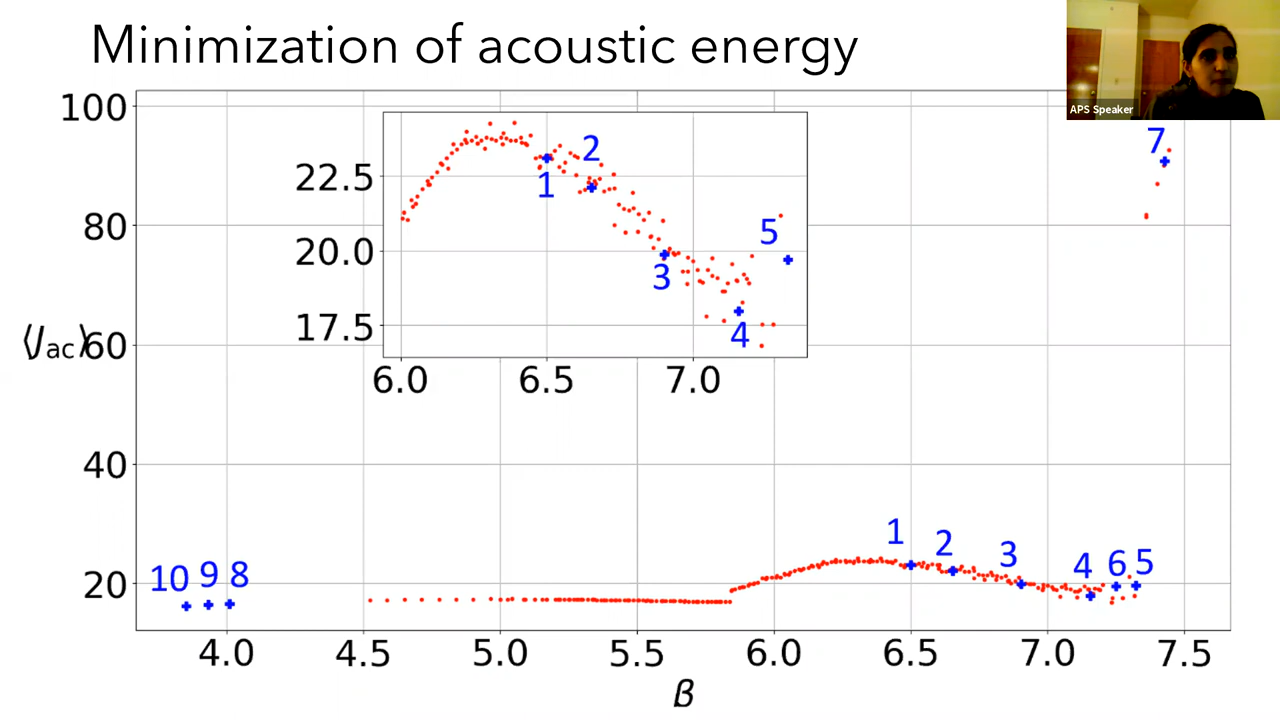 Minimization of acoustic energy
APS Speaker
100
80
60
40
20
⟨J_ac⟩
22.5
20.0
17.5
6.0 6.5 7.0
1
2
3
4
5
7
10 9 8
1 2 3 4 6 5
4.0 4.5 5.0 5.5 6.0 6.5 7.0 7.5
β